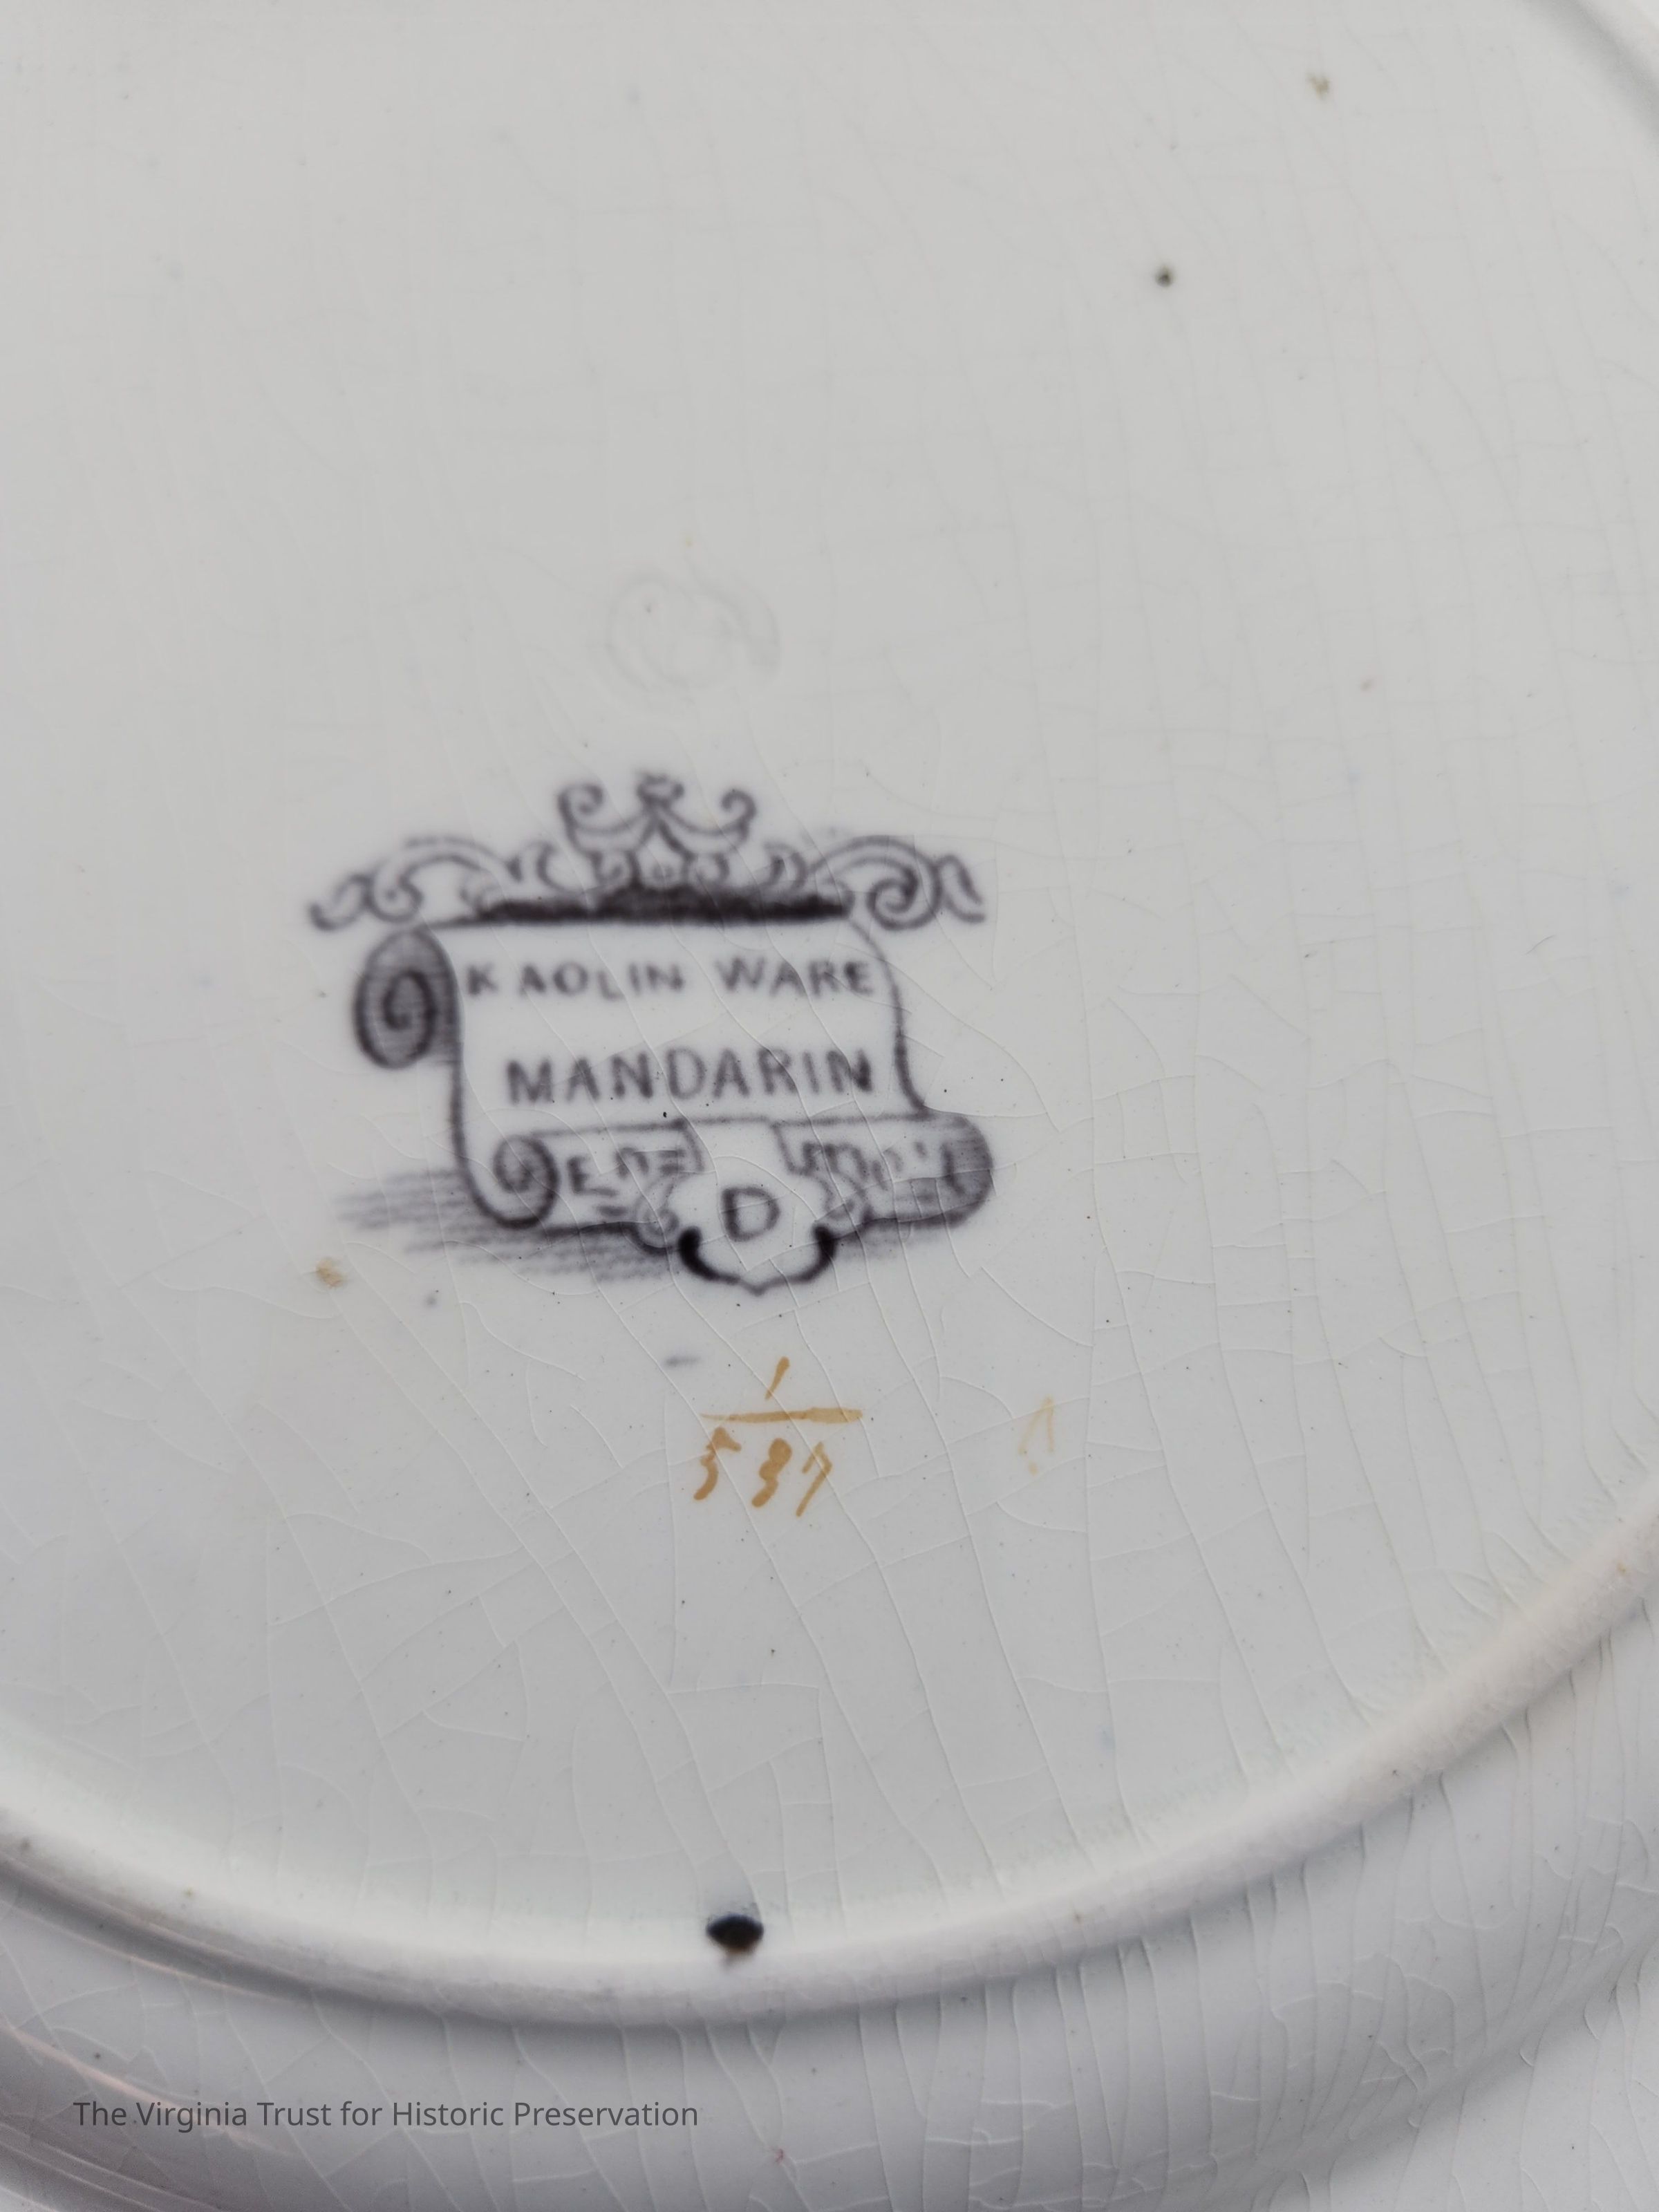 KAOLIN WARE
MANDARIN
D
1
537
The Virginia Trust for Historic Preservation